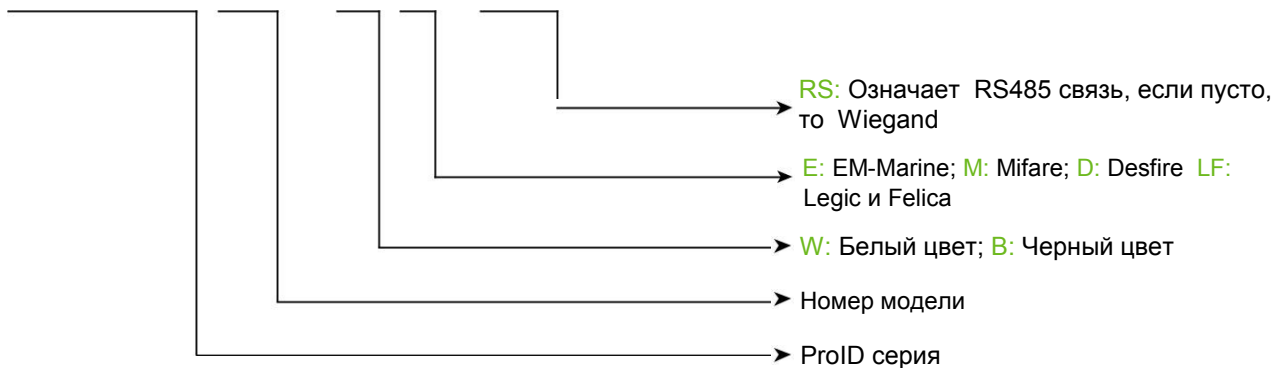 RS: Означает RS485 связь, если пусто,
то Wiegand
E: EM-Marine; M: Mifare; D: Desfire LF:
Legic и Felica
W: Белый цвет; B: Черный цвет
Номер модели
ProID серия